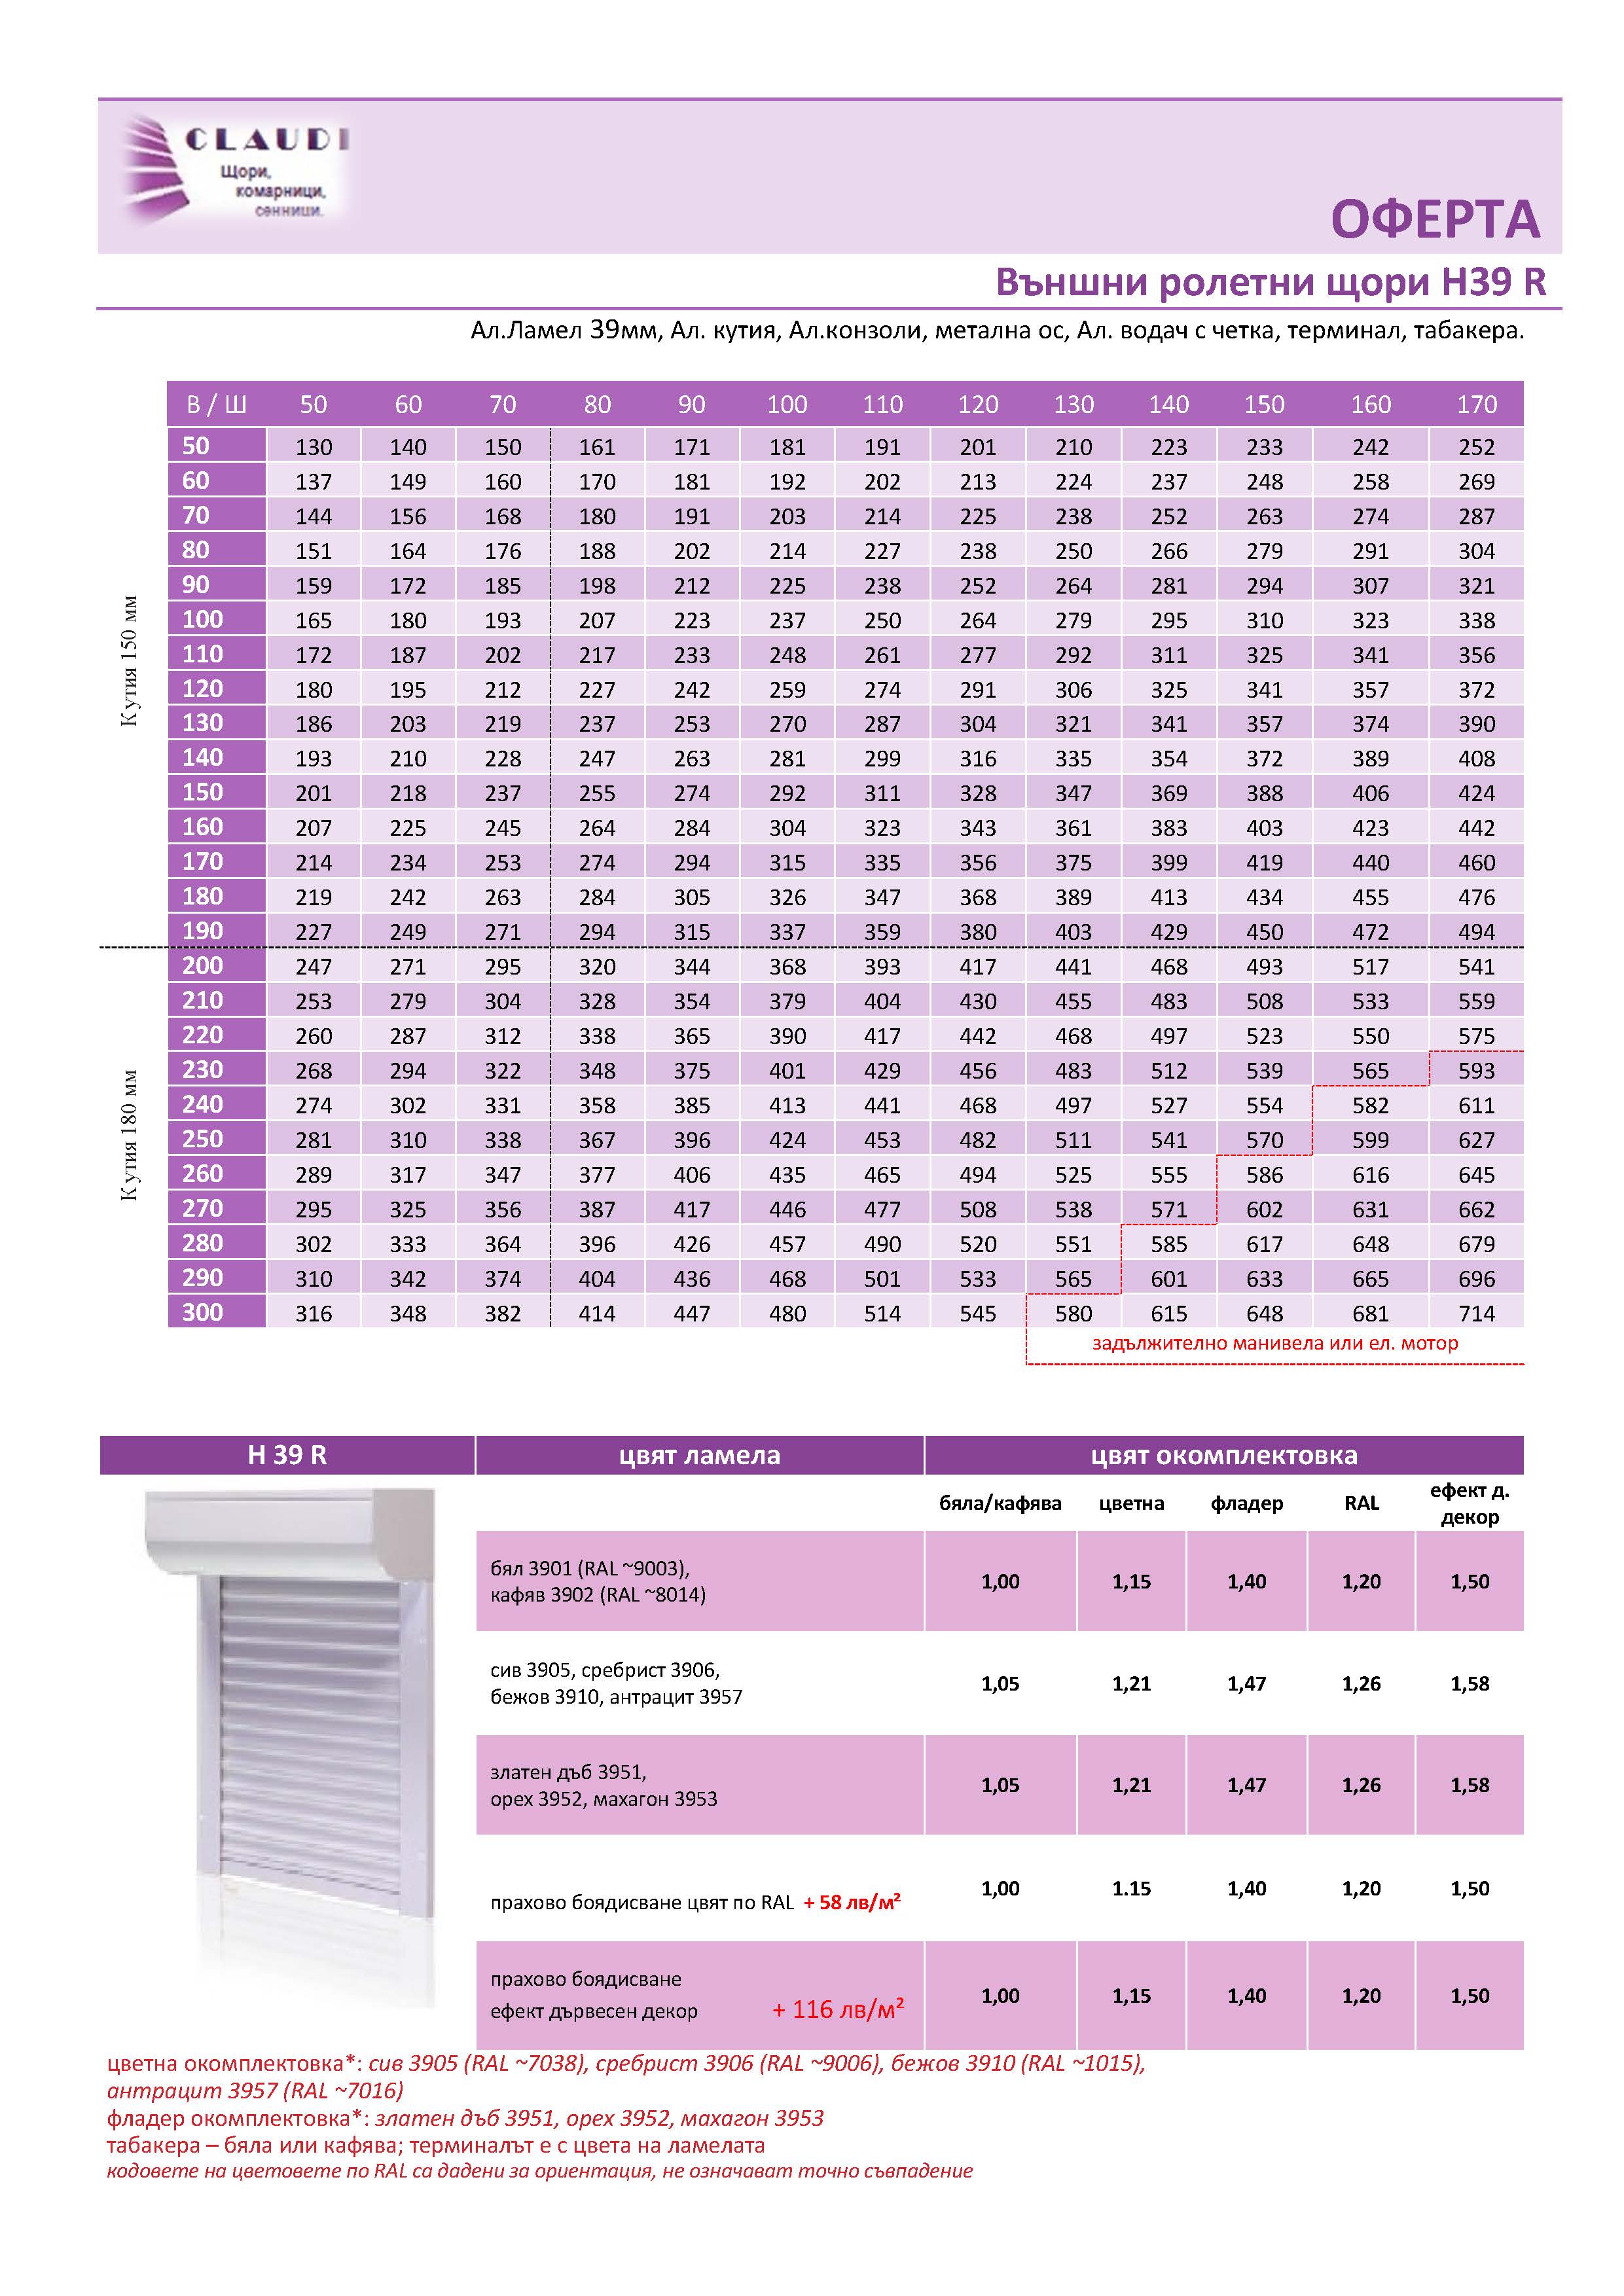 CLAUDI
Щори,
комарници,
сенници.
ОФЕРТА
Външни ролетни щори Н39 R
Ал.Ламел 39мм, Ал. кутия, Ал.конзоли, метална ос, Ал. водач с четка, терминал, табакера.
В / Ш 50 60 70 80 90 100 110 120 130 140 150 160 170
50 130 140 150 161 171 181 191 201 210 223 233 242 252
60 137 149 160 170 181 192 202 213 224 237 248 258 269
70 144 156 168 180 191 203 214 225 238 252 263 274 287
80 151 164 176 188 202 214 227 238 250 266 279 291 304
90 159 172 185 198 212 225 238 252 264 281 294 307 321
100 165 180 193 207 223 237 250 264 279 295 310 323 338
110 172 187 202 217 233 248 261 277 292 311 325 341 356
120 180 195 212 227 242 259 274 291 306 325 341 357 372
130 186 203 219 237 253 270 287 304 321 341 357 374 390
140 193 210 228 247 263 281 299 316 335 354 372 389 408
150 201 218 237 255 274 292 311 328 347 369 388 406 424
160 207 225 245 264 284 304 323 343 361 383 403 423 442
170 214 234 253 274 294 315 335 356 375 399 419 440 460
180 219 242 263 284 305 326 347 368 389 413 434 455 476
190 227 249 271 294 315 337 359 380 403 429 450 472 494
Кутия 150 мм
200 247 271 295 320 344 368 393 417 441 468 493 517 541
210 253 279 304 328 354 379 404 430 455 483 508 533 559
220 260 287 312 338 365 390 417 442 468 497 523 550 575
230 268 294 322 348 375 401 429 456 483 512 539 565 593
240 274 302 331 358 385 413 441 468 497 527 554 582 611
250 281 310 338 367 396 424 453 482 511 541 570 599 627
260 289 317 347 377 406 435 465 494 525 555 586 616 645
270 295 325 356 387 417 446 477 508 538 571 602 631 662
280 302 333 364 396 426 457 490 520 551 585 617 648 679
290 310 342 374 404 436 468 501 533 565 601 633 665 696
300 316 348 382 414 447 480 514 545 580 615 648 681 714
Кутия 180 мм
задължително манивела или ел. мотор
Н 39 R цвят ламела цвят окомплектовка
бяла/кафява цветна фладер RAL ефект д.
декор
бял 3901 (RAL ~9003),
кафяв 3902 (RAL ~8014)
1,00 1,15 1,40 1,20 1,50
сив 3905, сребрист 3906,
бежов 3910, антрацит 3957
1,05 1,21 1,47 1,26 1,58
златен дъб 3951,
орех 3952, махагон 3953
1,05 1,21 1,47 1,26 1,58
прахово боядисване цвят по RAL + 58 лв/м²
1,00 1.15 1,40 1,20 1,50
прахово боядисване
ефект дървесен декор + 116 лв/м²
1,00 1,15 1,40 1,20 1,50
цветна окомплектовка*: сив 3905 (RAL ~7038), сребрист 3906 (RAL ~9006), бежов 3910 (RAL ~1015),
антрацит 3957 (RAL ~7016)
фладер окомплектовка*: златен дъб 3951, орех 3952, махагон 3953
табакера – бяла или кафява; терминалът е с цвета на ламелата
кодовете на цветовете по RAL са дадени за ориентация, не означават точно съвпадение